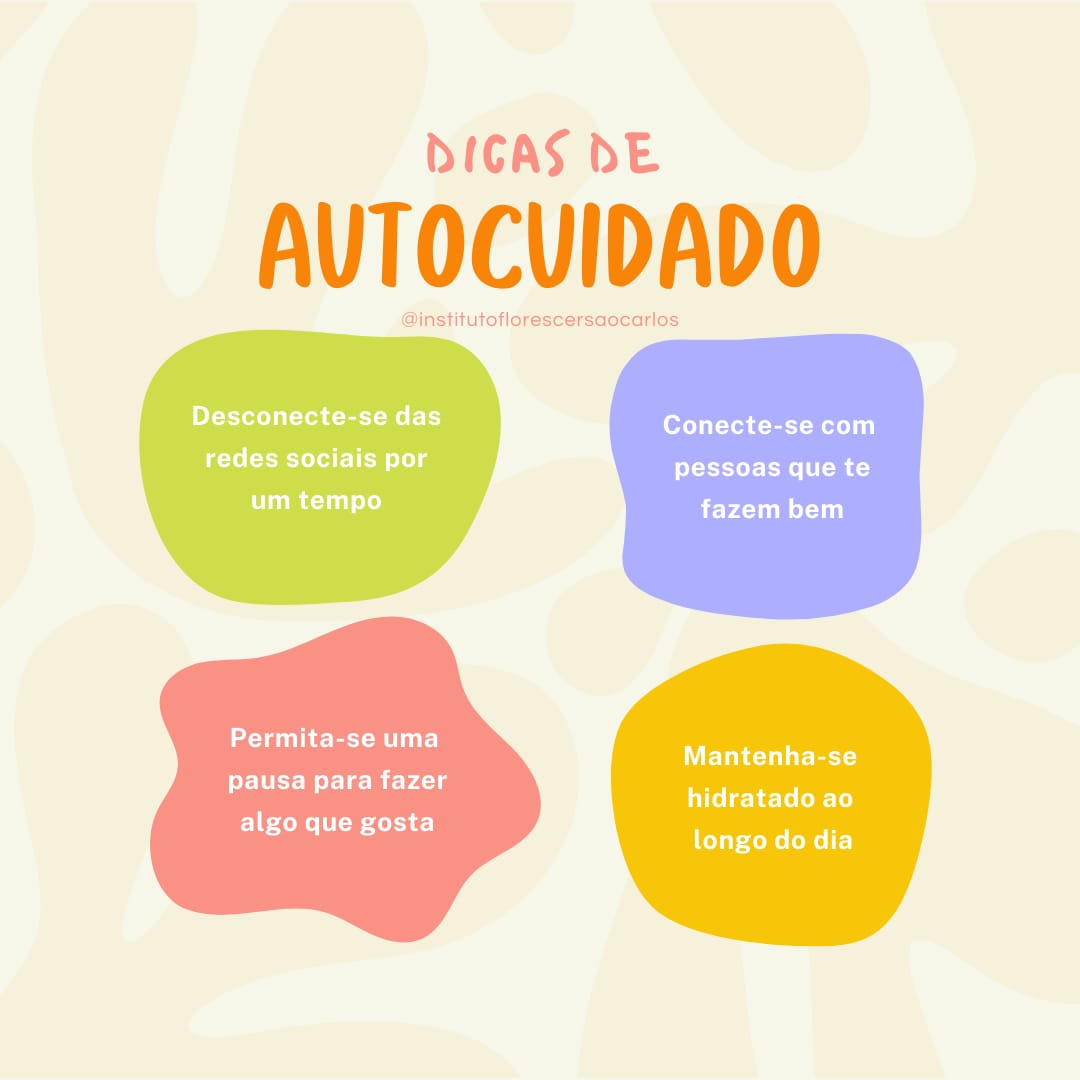 DICAS DE
AUTOCUIDADO
@institutoflorescersaocarlos
Desconecte-se das
redes sociais por
um tempo
Conecte-se com
pessoas que te
fazem bem
Permita-se uma
pausa para fazer
algo que gosta
Mantenha-se
hidratado ao
longo do dia